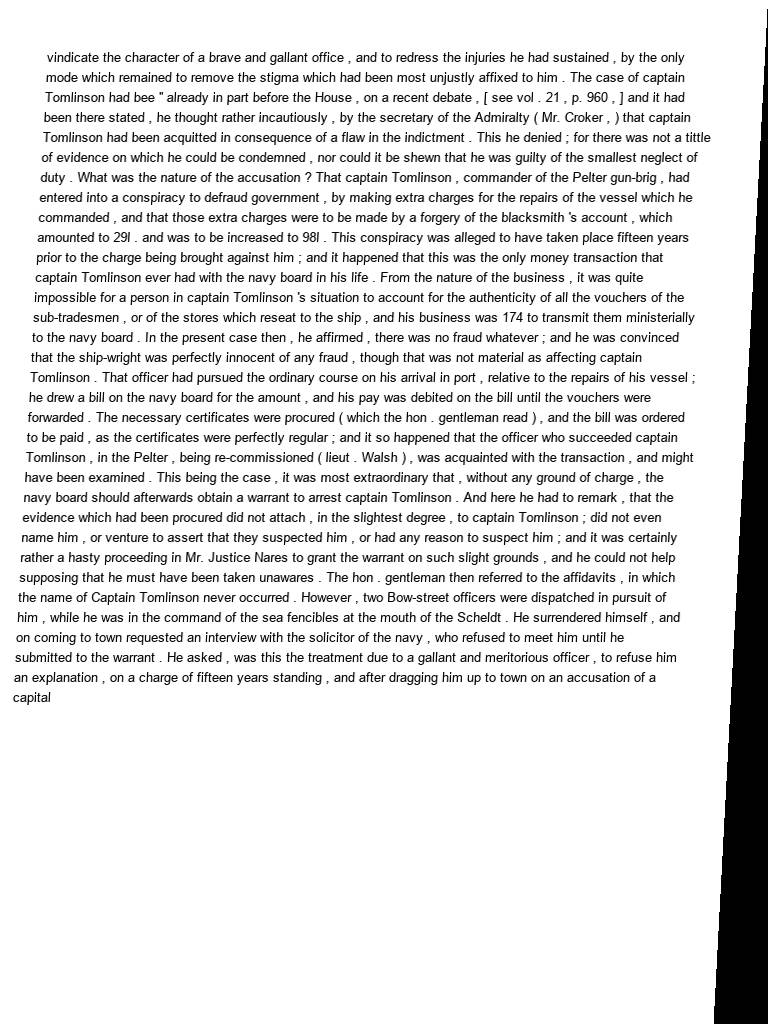 vindicate the character of a brave and gallant office , and to redress the injuries he had sustained , by the only
mode which remained to remove the stigma which had been most unjustly affixed to him . The case of captain
Tomlinson had bee " already in part before the House , on a recent debate , [ see vol . 21 , p. 960 , ] and it had
been there stated , he thought rather incautiously , by the secretary of the Admiralty ( Mr. Croker , ) that captain
Tomlinson had been acquitted in consequence of a flaw in the indictment . This he denied ; for there was not a tittle
of evidence on which he could be condemned , nor could it be shewn that he was guilty of the smallest neglect of
duty . What was the nature of the accusation ? That captain Tomlinson , commander of the Pelter gun-brig , had
entered into a conspiracy to defraud government , by making extra charges for the repairs of the vessel which he
commanded , and that those extra charges were to be made by a forgery of the blacksmith 's account , which
amounted to 29l . and was to be increased to 98l . This conspiracy was alleged to have taken place fifteen years
prior to the charge being brought against him ; and it happened that this was the only money transaction that
captain Tomlinson ever had with the navy board in his life . From the nature of the business , it was quite
impossible for a person in captain Tomlinson 's situation to account for the authenticity of all the vouchers of the
sub-tradesmen , or of the stores which reseat to the ship , and his business was 174 to transmit them ministerially
to the navy board . In the present case then , he affirmed , there was no fraud whatever ; and he was convinced
that the ship-wright was perfectly innocent of any fraud , though that was not material as affecting captain
Tomlinson . That officer had pursued the ordinary course on his arrival in port , relative to the repairs of his vessel ;
he drew a bill on the navy board for the amount , and his pay was debited on the bill until the vouchers were
forwarded . The necessary certificates were procured ( which the hon . gentleman read ) , and the bill was ordered
to be paid , as the certificates were perfectly regular ; and it so happened that the officer who succeeded captain
Tomlinson , in the Pelter , being re-commissioned ( lieut . Walsh ) , was acquainted with the transaction , and might
have been examined . This being the case , it was most extraordinary that , without any ground of charge , the
navy board should afterwards obtain a warrant to arrest captain Tomlinson . And here he had to remark , that the
evidence which had been procured did not attach , in the slightest degree , to captain Tomlinson ; did not even
name him , or venture to assert that they suspected him , or had any reason to suspect him ; and it was certainly
rather a hasty proceeding in Mr. Justice Nares to grant the warrant on such slight grounds , and he could not help
supposing that he must have been taken unawares . The hon . gentleman then referred to the affidavits , in which
the name of Captain Tomlinson never occurred . However , two Bow-street officers were dispatched in pursuit of
him , while he was in the command of the sea fencibles at the mouth of the Scheldt . He surrendered himself , and
on coming to town requested an interview with the solicitor of the navy , who refused to meet him until he
submitted to the warrant . He asked , was this the treatment due to a gallant and meritorious officer , to refuse him
an explanation , on a charge of fifteen years standing , and after dragging him up to town on an accusation of a
capital